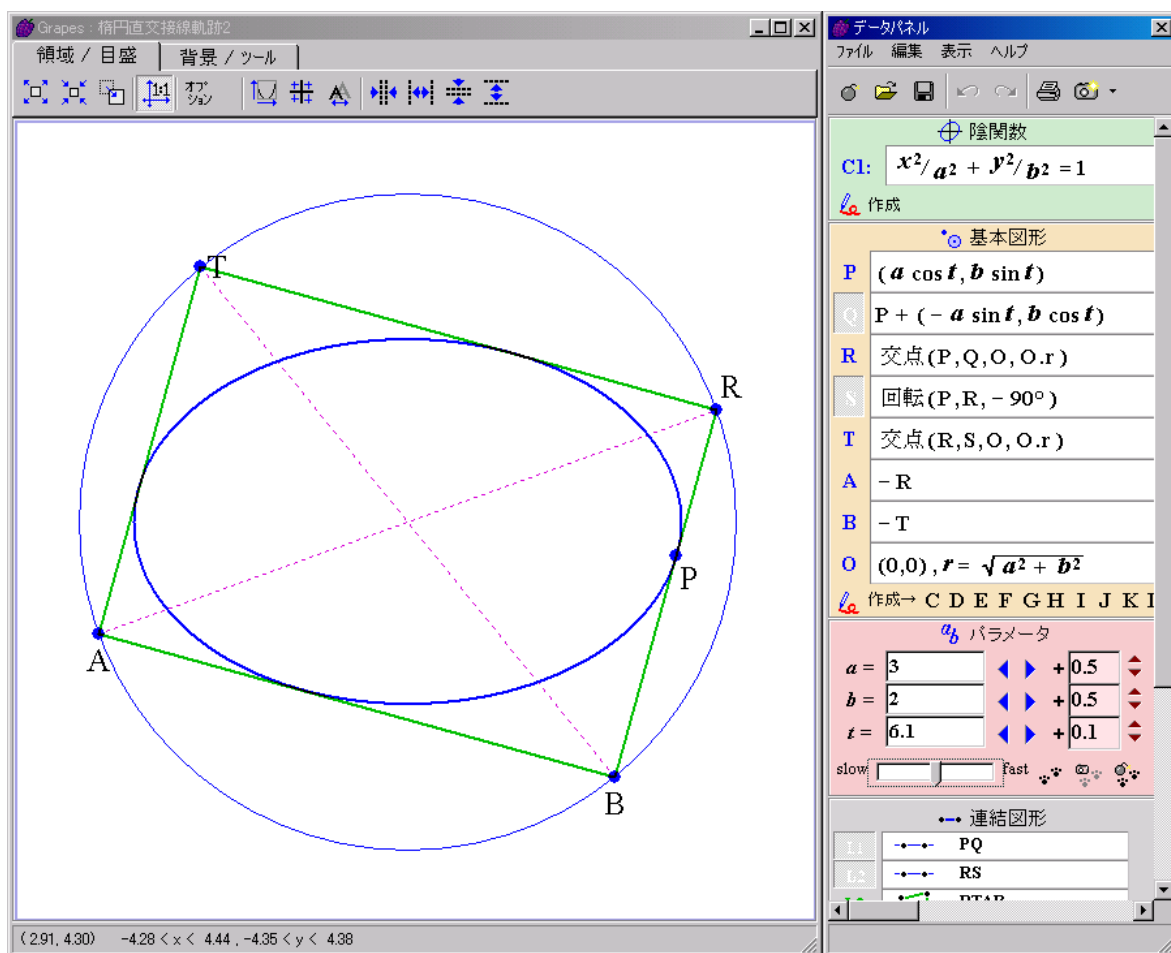 Grapes : 楕円直交接線軌跡2
領域 / 目盛
背景 / ツール
1:1
オプション
T
R
P
A
B
(2.91, 4.30) -4.28 < x < 4.44 , -4.35 < y < 4.38
データパネル
ファイル 編集 表示 ヘルプ
陰関数
C1: x²/a² + y²/b² = 1
作成
基本図形
P (a cos t, b sin t)
Q P + (- a sin t, b cos t)
R 交点(P,Q,O,O.r)
S 回転(P,R,-90°)
T 交点(R,S,O,O.r)
A -R
B -T
O (0,0), r = √a² + b²
作成→ C D E F G H I J K
ab パラメータ
a = 3 +0.5
b = 2 +0.5
t = 6.1 +0.1
slow fast
連結図形
L1 PQ
L2 RS